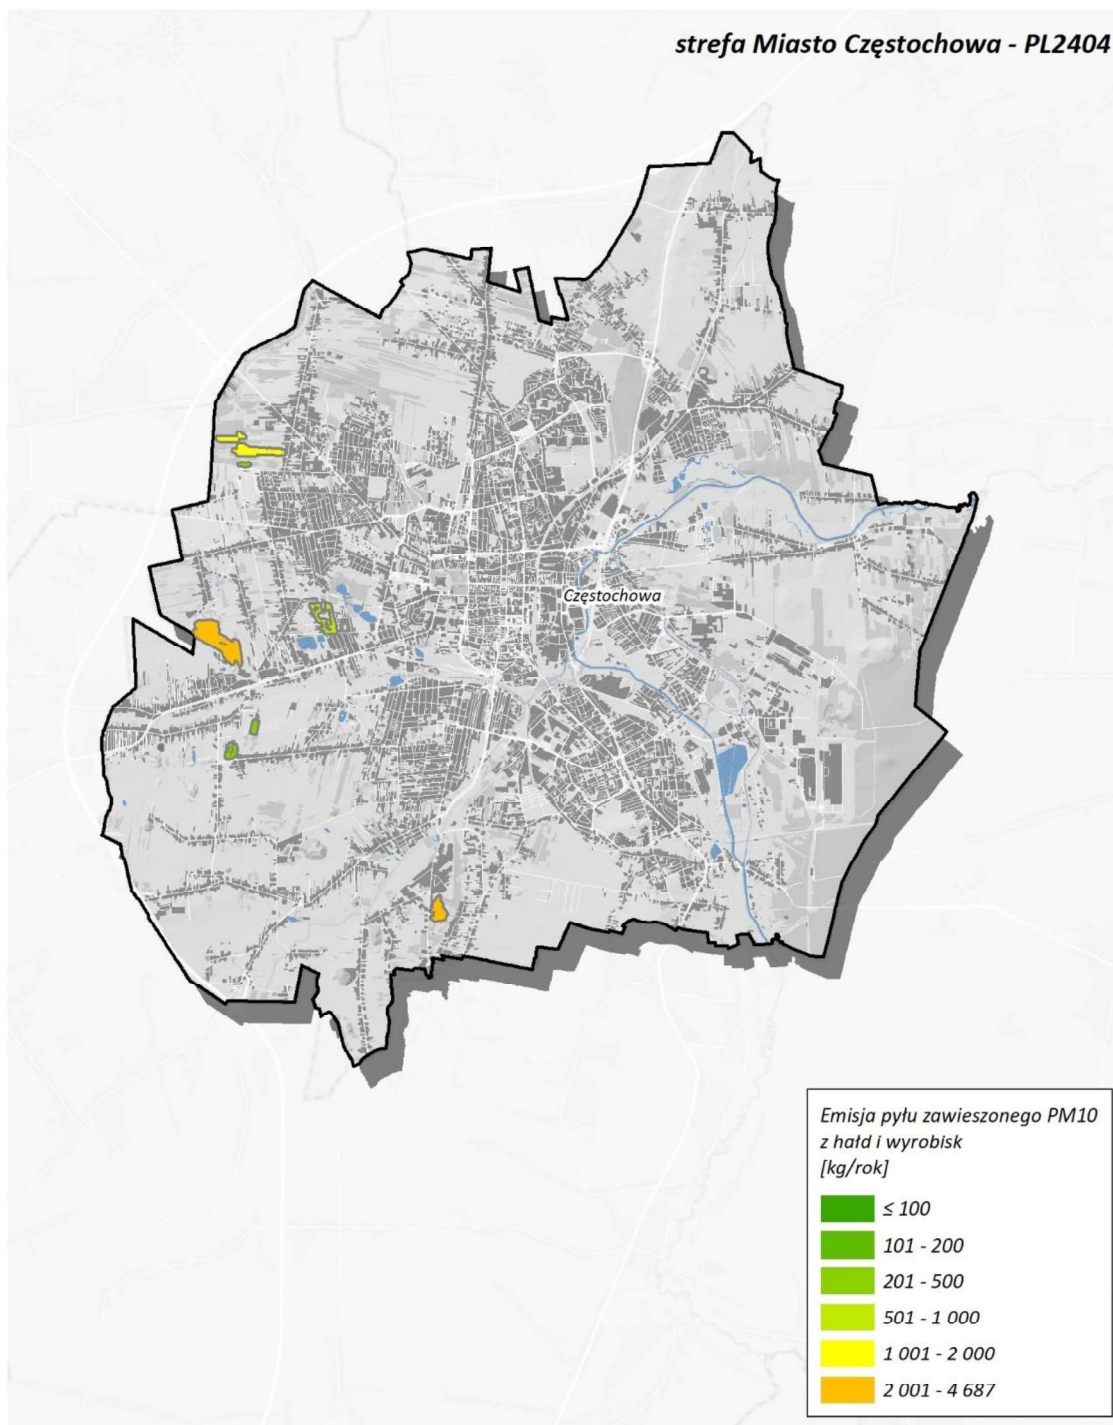 strefa Miasto Częstochowa - PL2404
Częstochowa
Emisja pyłu zawieszonego PM10
z hałd i wyrobisk
[kg/rok]
≤ 100
101 - 200
201 - 500
501 - 1 000
1 001 - 2 000
2 001 - 4 687